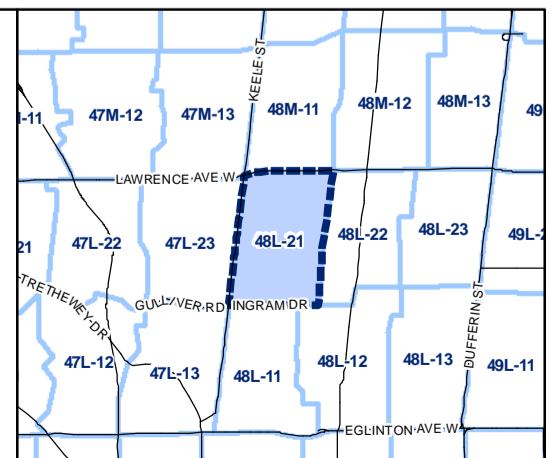 KEELE ST
47M-12
47M-13
48M-11
48M-12
48M-13
49
-11
LAWRENCE AVE W
21
47L-22
47L-23
48L-21
48L-22
48L-23
49L-2
TRETHEWEY DR
GULLIVER RD
INGRAM DR
DUFFERIN ST
47L-12
47L-13
48L-11
48L-12
48L-13
49L-11
EGLINTON AVE W